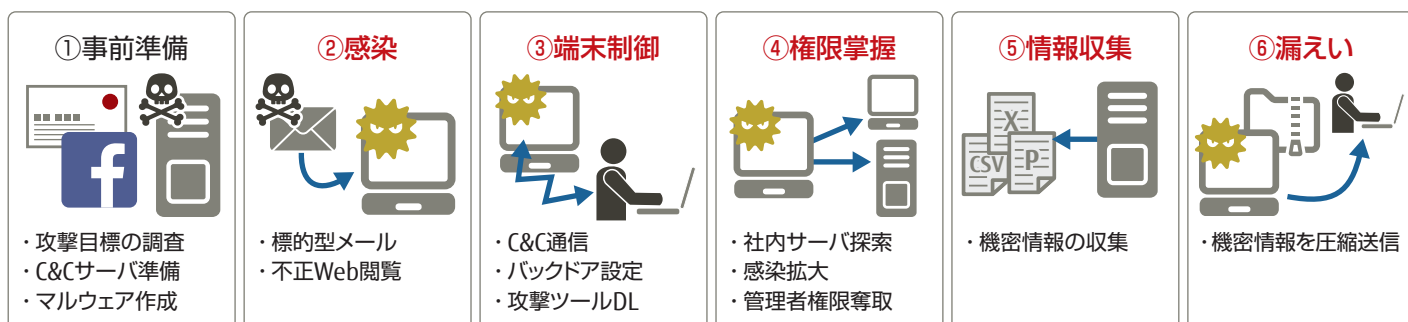 ①事前準備
・攻撃目標の調査
・C&Cサーバ準備
・マルウェア作成
②感染
・標的型メール
・不正Web閲覧
③端末制御
・C&C通信
・バックドア設定
・攻撃ツールDL
④権限掌握
・社内サーバ探索
・感染拡大
・管理者権限奪取
⑤情報収集
X
CSV
P
・機密情報の収集
⑥漏えい
・機密情報を圧縮送信